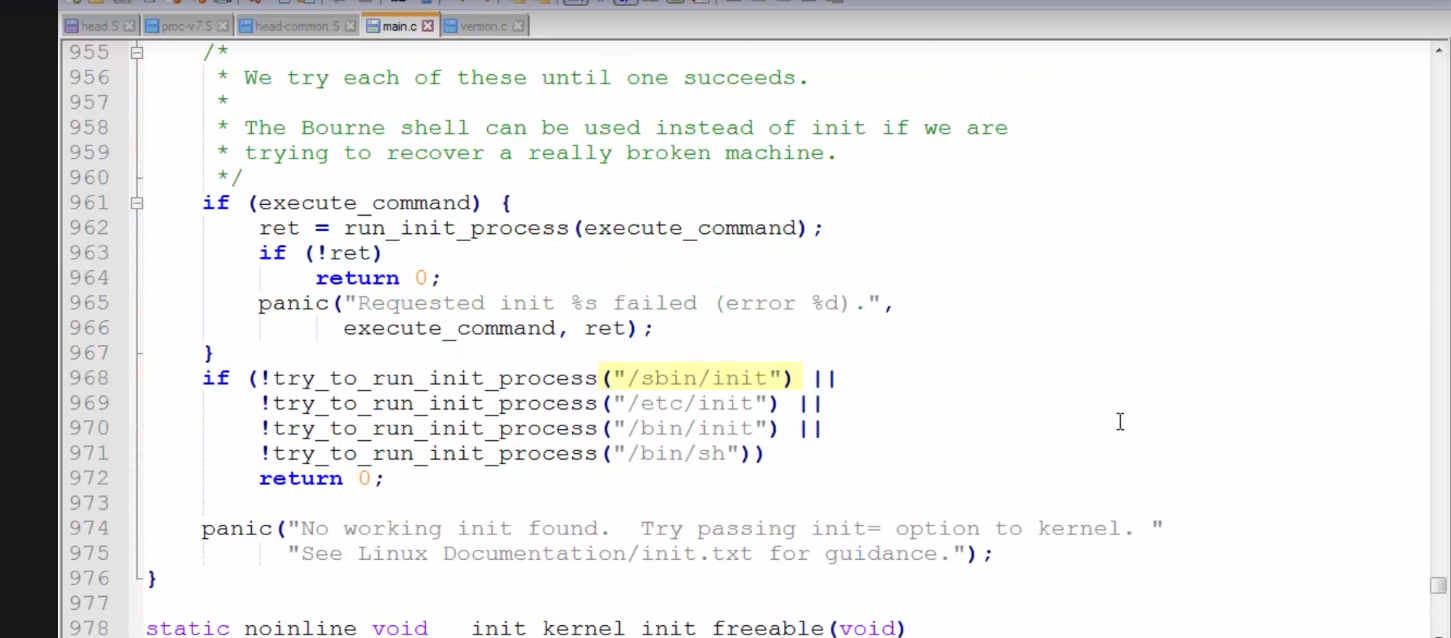 head.S proc-v7.S head-common.S main.c version.c
955 /*
956 * We try each of these until one succeeds.
957 *
958 * The Bourne shell can be used instead of init if we are
959 * trying to recover a really broken machine.
960 */
961 if (execute_command) {
962 ret = run_init_process(execute_command);
963 if (!ret)
964 return 0;
965 panic("Requested init %s failed (error %d).",
966 execute_command, ret);
967 }
968 if (!try_to_run_init_process("/sbin/init") ||
969 !try_to_run_init_process("/etc/init") ||
970 !try_to_run_init_process("/bin/init") ||
971 !try_to_run_init_process("/bin/sh"))
972 return 0;
973
974 panic("No working init found.  Try passing init= option to kernel. "
975 "See Linux Documentation/init.txt for guidance.");
976 }
977
978 static noinline void   init kernel init freeable(void)